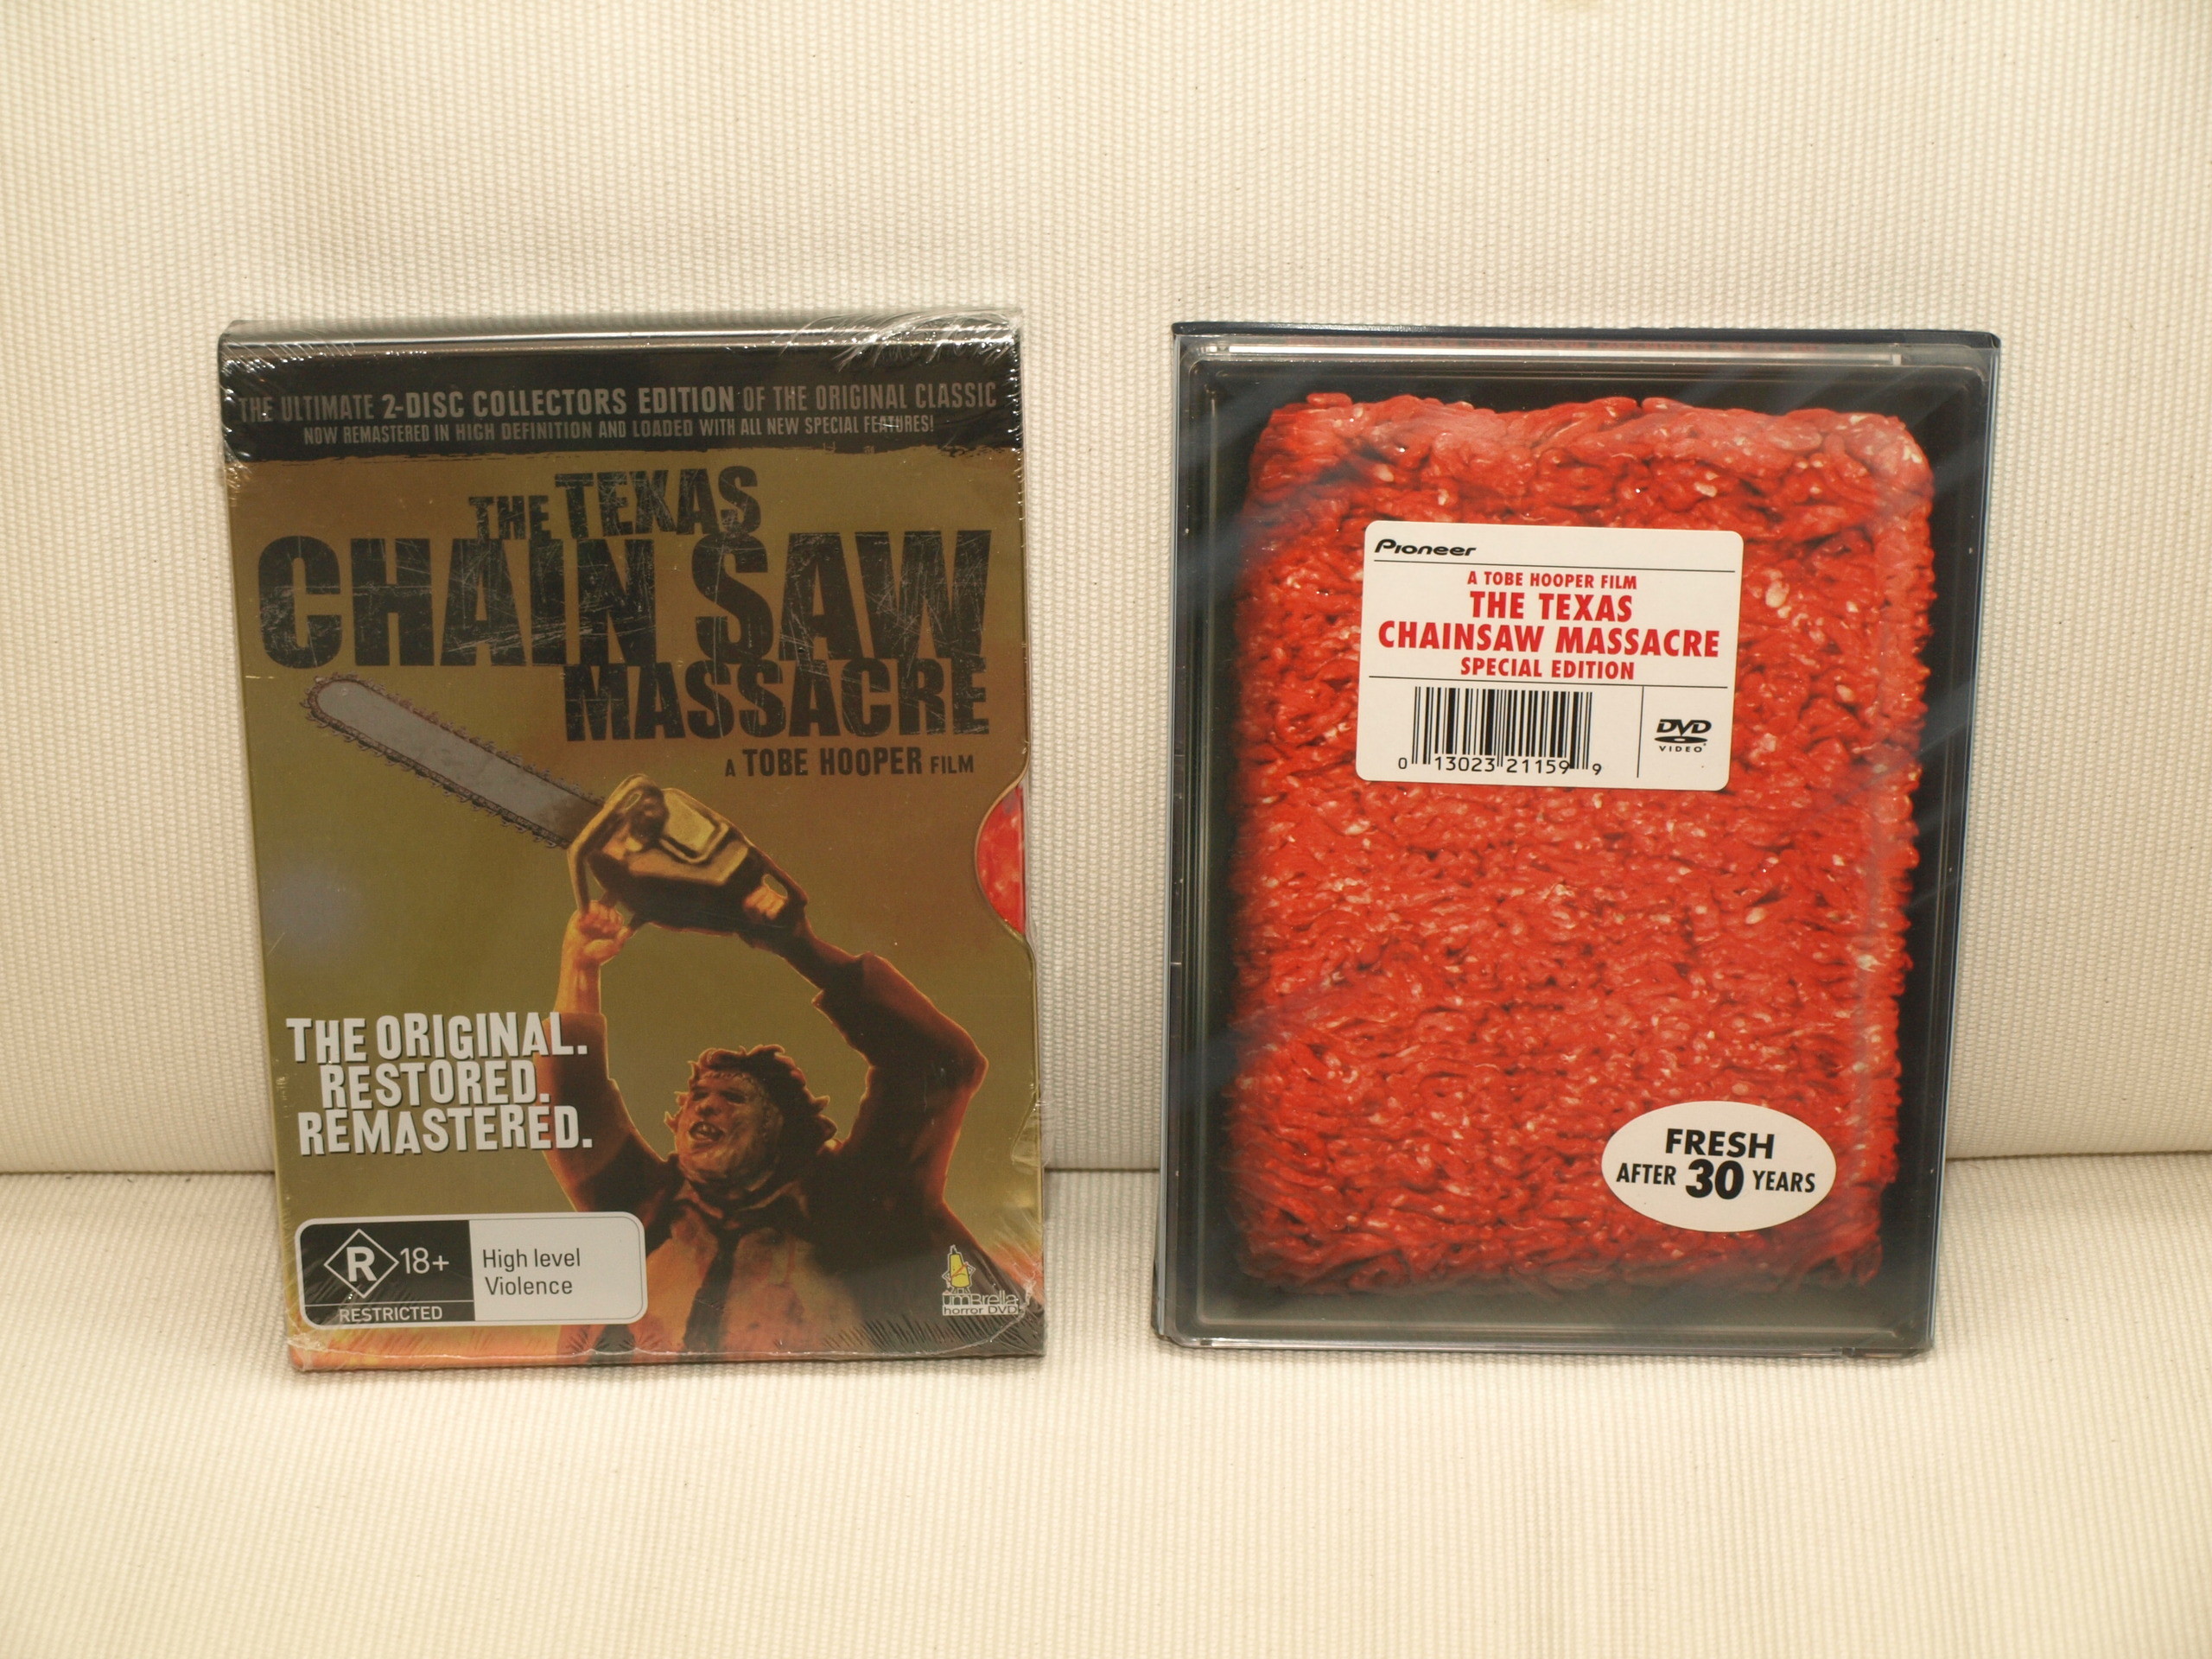 THE ULTIMATE 2-DISC COLLECTORS EDITION OF THE ORIGINAL CLASSIC
NOW REMASTERED IN HIGH DEFINITION AND LOADED WITH ALL NEW SPECIAL FEATURES!
THE TEXAS
CHAIN SAW
MASSACRE
A TOBE HOOPER FILM
THE ORIGINAL.
RESTORED.
REMASTERED.
R 18+
RESTRICTED
High level
Violence
umBrella
horror DVD
Pioneer
A TOBE HOOPER FILM
THE TEXAS
CHAINSAW MASSACRE
SPECIAL EDITION
0 13023 21159 9
DVD
VIDEO
FRESH
AFTER 30 YEARS